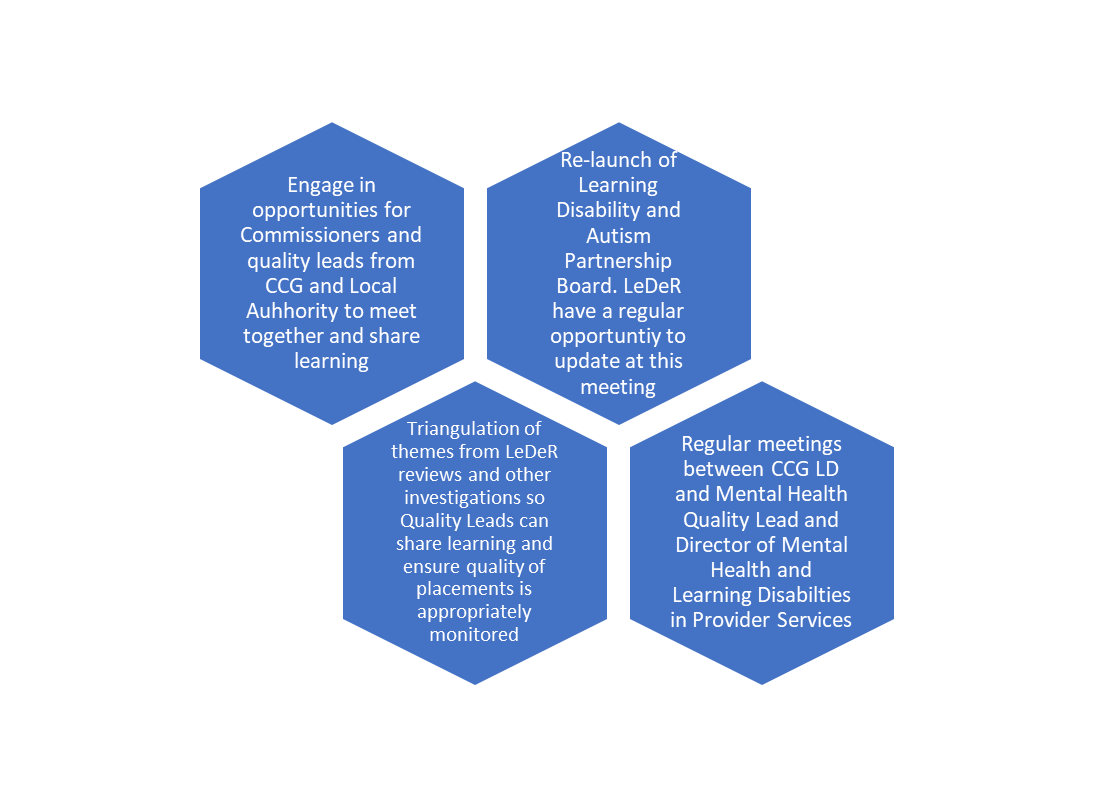 Engage in
opportunities for
Commissioners and
quality leads from
CCG and Local
Auhhority to meet
together and share
learning
Re-launch of
Learning
Disability and
Autism
Partnership
Board. LeDeR
have a regular
opportuntiy to
update at this
meeting
Triangulation of
themes from LeDeR
reviews and other
investigations so
Quality Leads can
share learning and
ensure quality of
placements is
appropriately
monitored
Regular meetings
between CCG LD
and Mental Health
Quality Lead and
Director of Mental
Health and
Learning Disabilties
in Provider Services